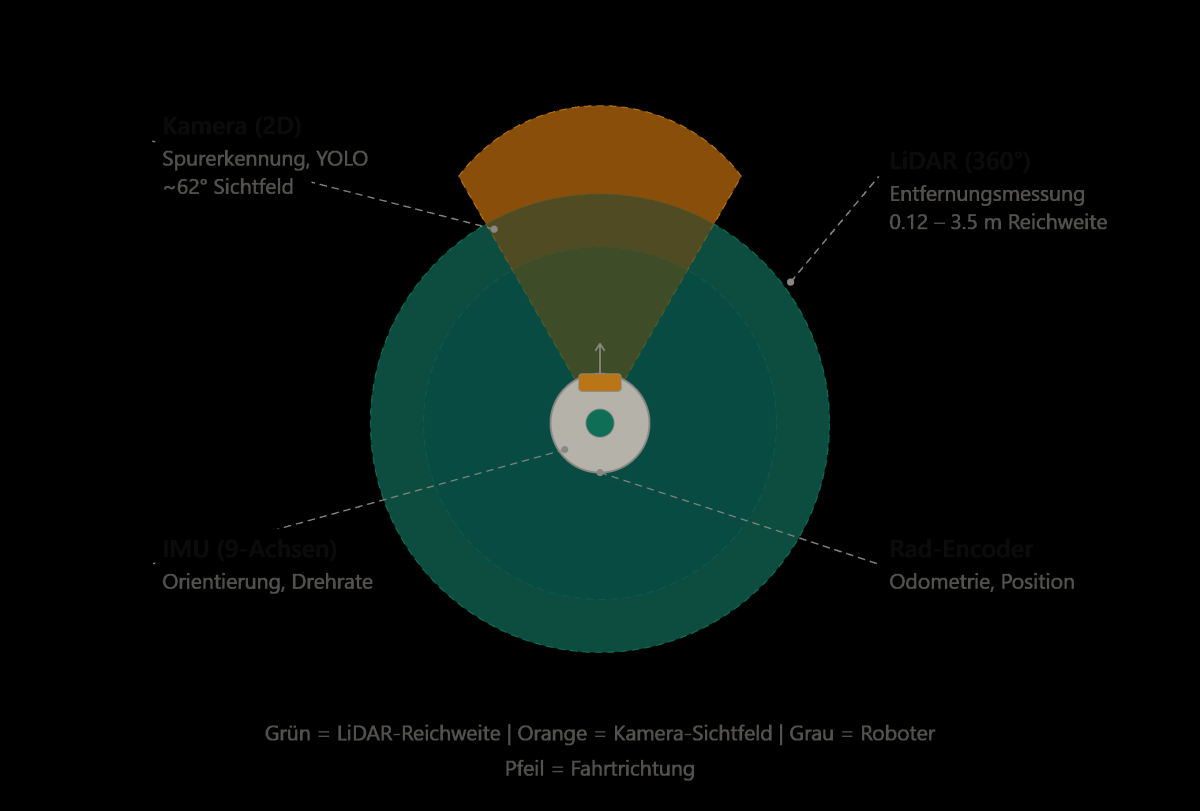 Kamera (2D)
Spurerkennung, YOLO
~62° Sichtfeld
LiDAR (360°)
Entfernungsmessung
0.12 – 3.5 m Reichweite
IMU (9-Achsen)
Orientierung, Drehrate
Rad-Encoder
Odometrie, Position
Grün = LiDAR-Reichweite | Orange = Kamera-Sichtfeld | Grau = Roboter
Pfeil = Fahrtrichtung